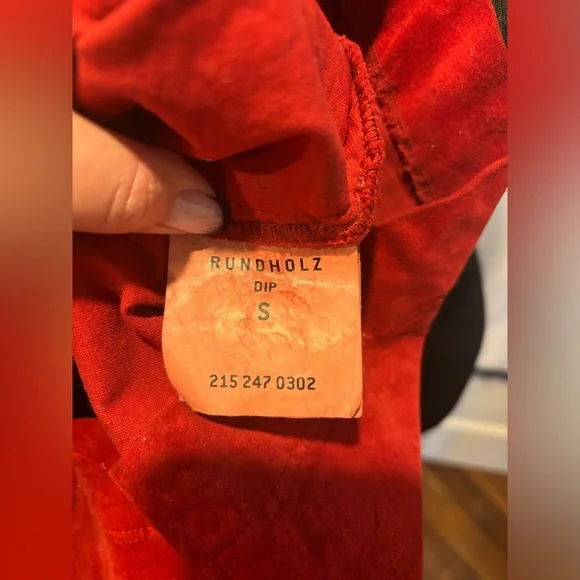 RUNDHOLZ
DIP
S
215 247 0302